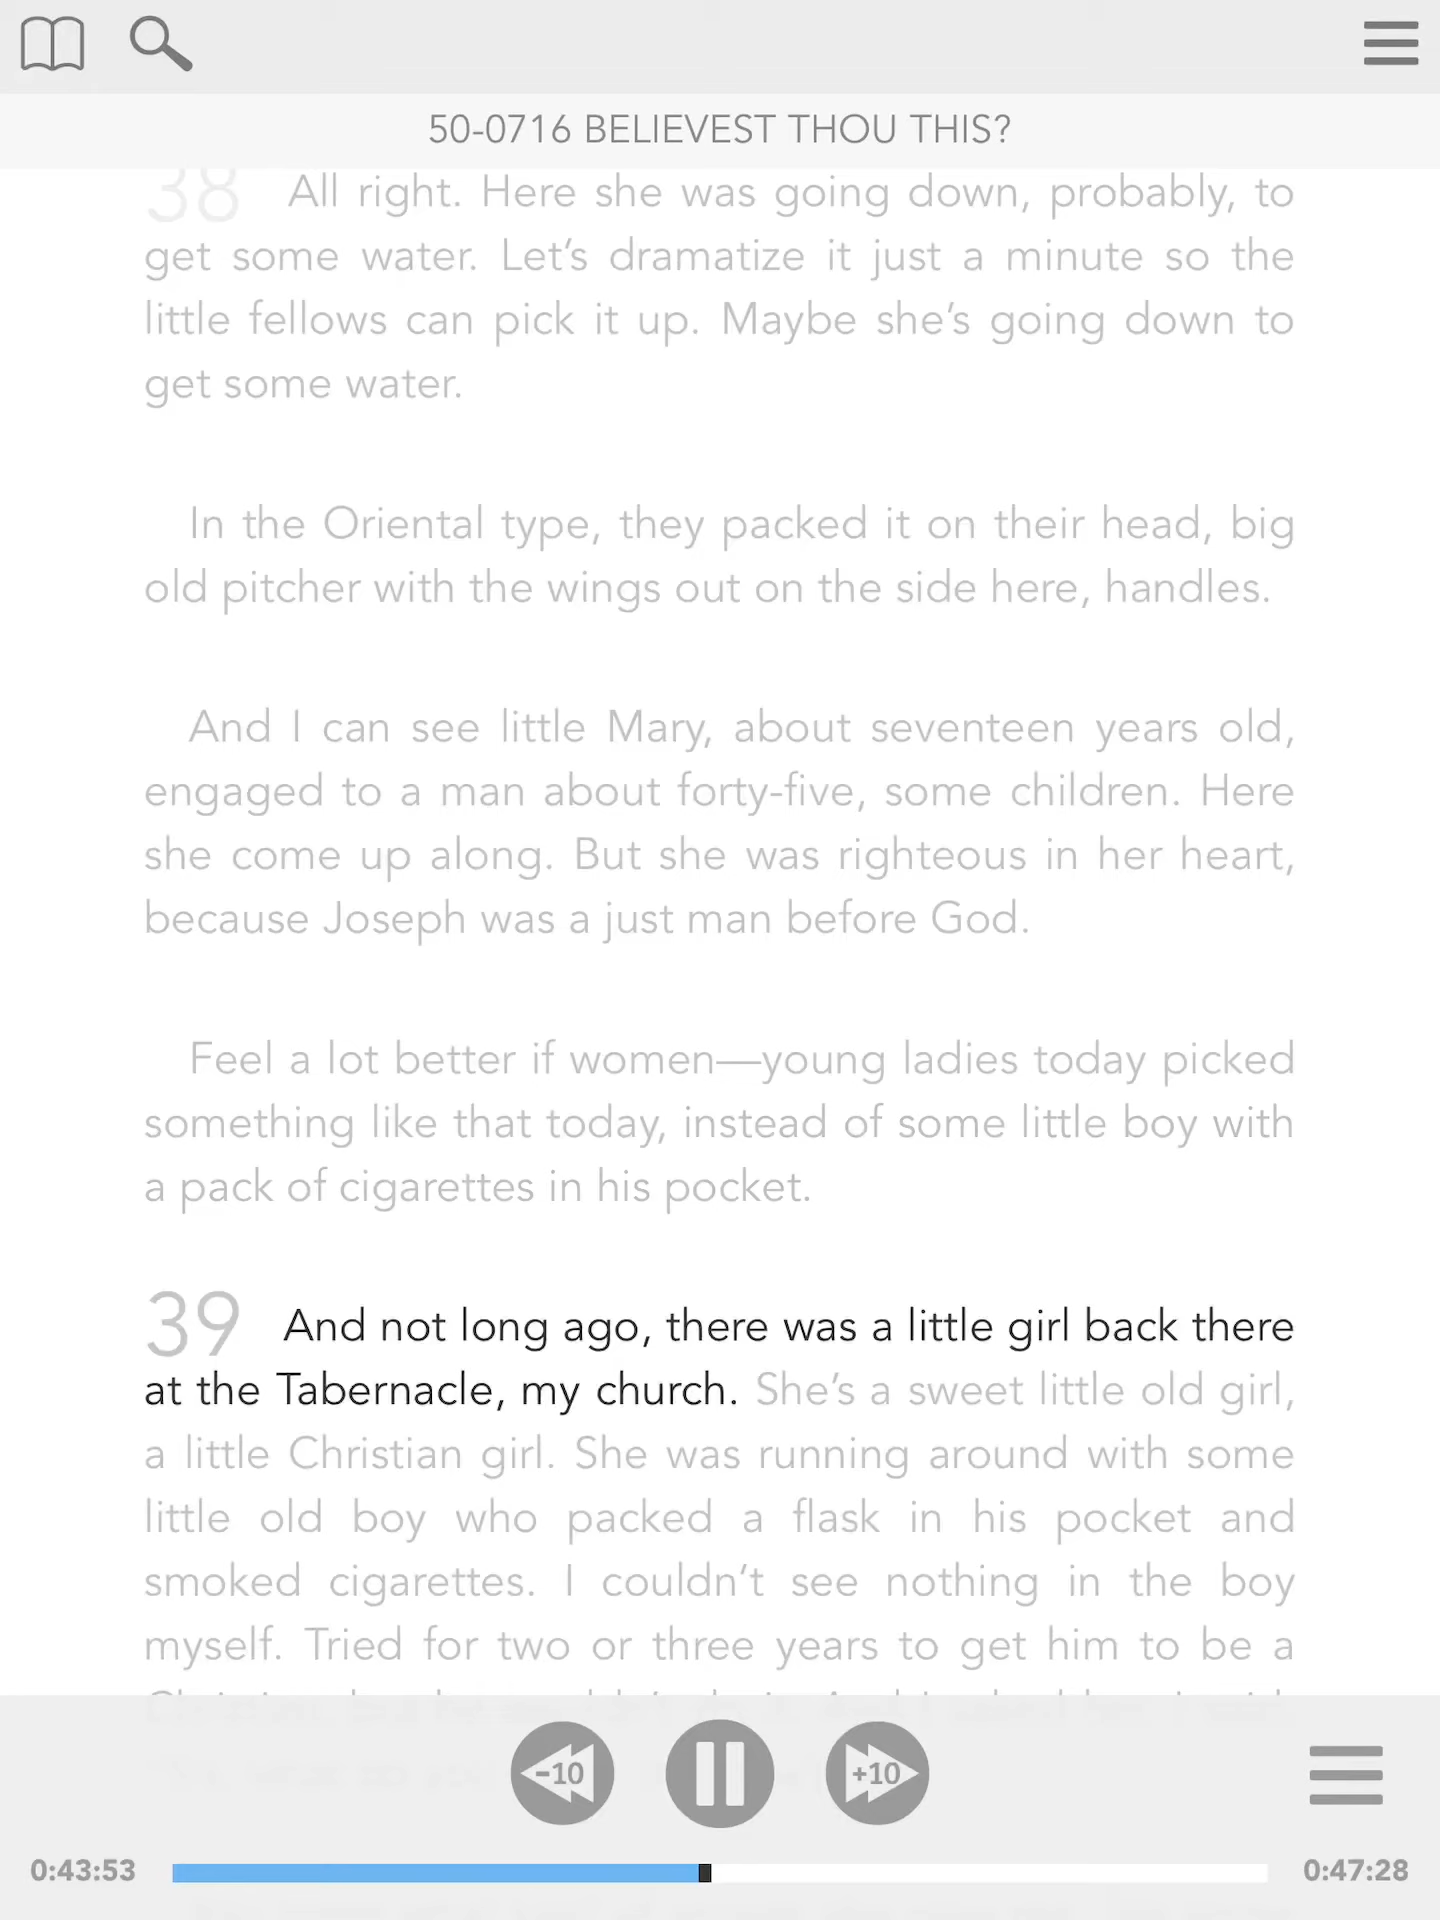 50-0716 BELIEVEST THOU THIS?
38 All right. Here she was going down, probably, to
get some water. Let’s dramatize it just a minute so the
little fellows can pick it up. Maybe she’s going down to
get some water.
In the Oriental type, they packed it on their head, big
old pitcher with the wings out on the side here, handles.
And I can see little Mary, about seventeen years old,
engaged to a man about forty-five, some children. Here
she come up along. But she was righteous in her heart,
because Joseph was a just man before God.
Feel a lot better if women—young ladies today picked
something like that today, instead of some little boy with
a pack of cigarettes in his pocket.
39 And not long ago, there was a little girl back there
at the Tabernacle, my church. She’s a sweet little old girl,
a little Christian girl. She was running around with some
little old boy who packed a flask in his pocket and
smoked cigarettes. I couldn’t see nothing in the boy
myself. Tried for two or three years to get him to be a
-10 +10
0:43:53 0:47:28